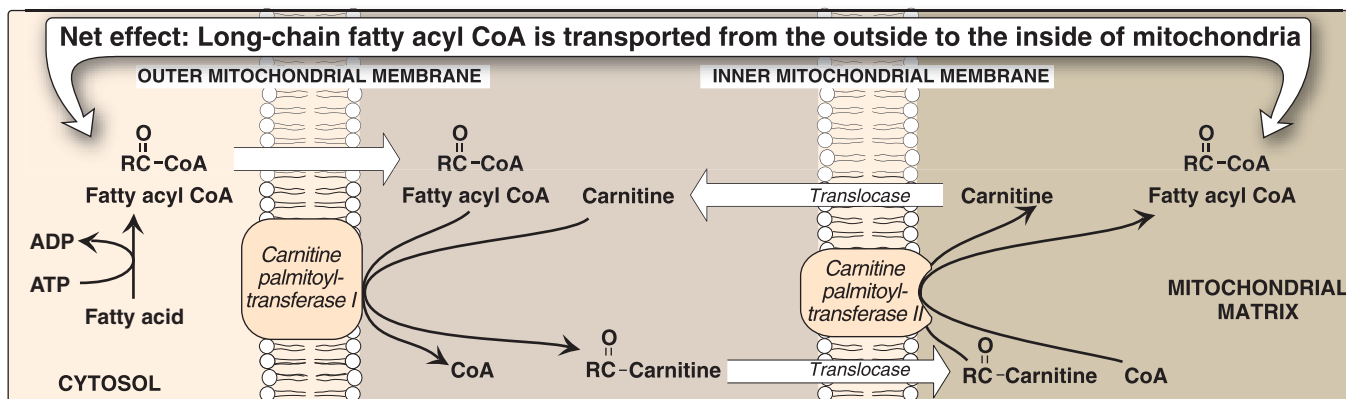 Net effect: Long-chain fatty acyl CoA is transported from the outside to the inside of mitochondria
OUTER MITOCHONDRIAL MEMBRANE
INNER MITOCHONDRIAL MEMBRANE
O
RC-CoA
Fatty acyl CoA
ADP
ATP
Fatty acid
CYTOSOL
Carnitine
palmitoyl-
transferase I
O
RC-CoA
Fatty acyl CoA
Carnitine
CoA
O
RC-Carnitine
Translocase
Translocase
Carnitine
palmitoyl-
transferase II
Carnitine
O
RC-CoA
Fatty acyl CoA
MITOCHONDRIAL
MATRIX
O
RC-Carnitine
CoA